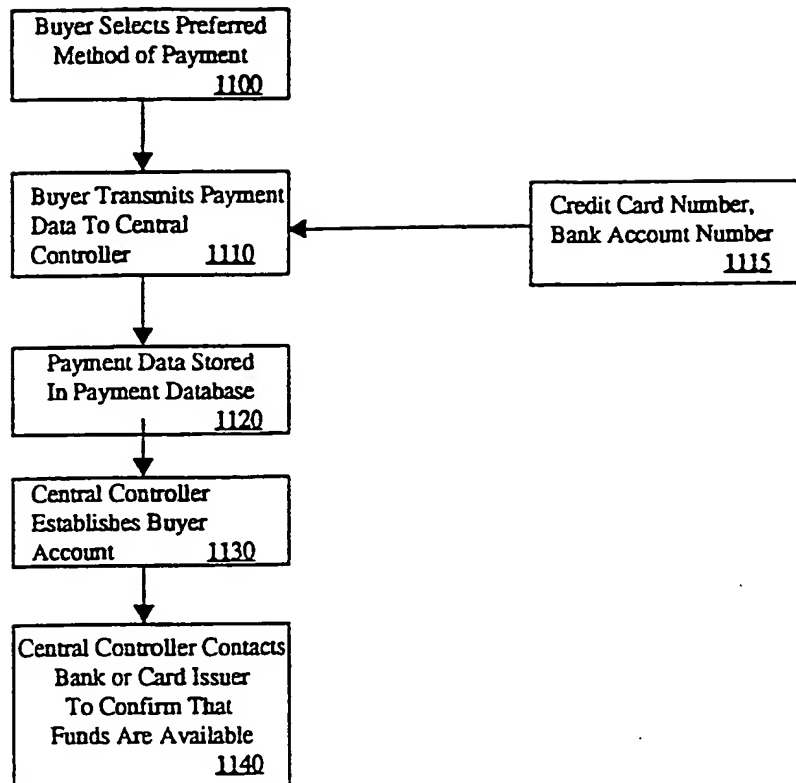 Buyer Selects Preferred
Method of Payment
1100
Buyer Transmits Payment
Data To Central
Controller 1110
Credit Card Number,
Bank Account Number
1115
Payment Data Stored
In Payment Database
1120
Central Controller
Establishes Buyer
Account 1130
Central Controller Contacts
Bank or Card Issuer
To Confirm That
Funds Are Available
1140